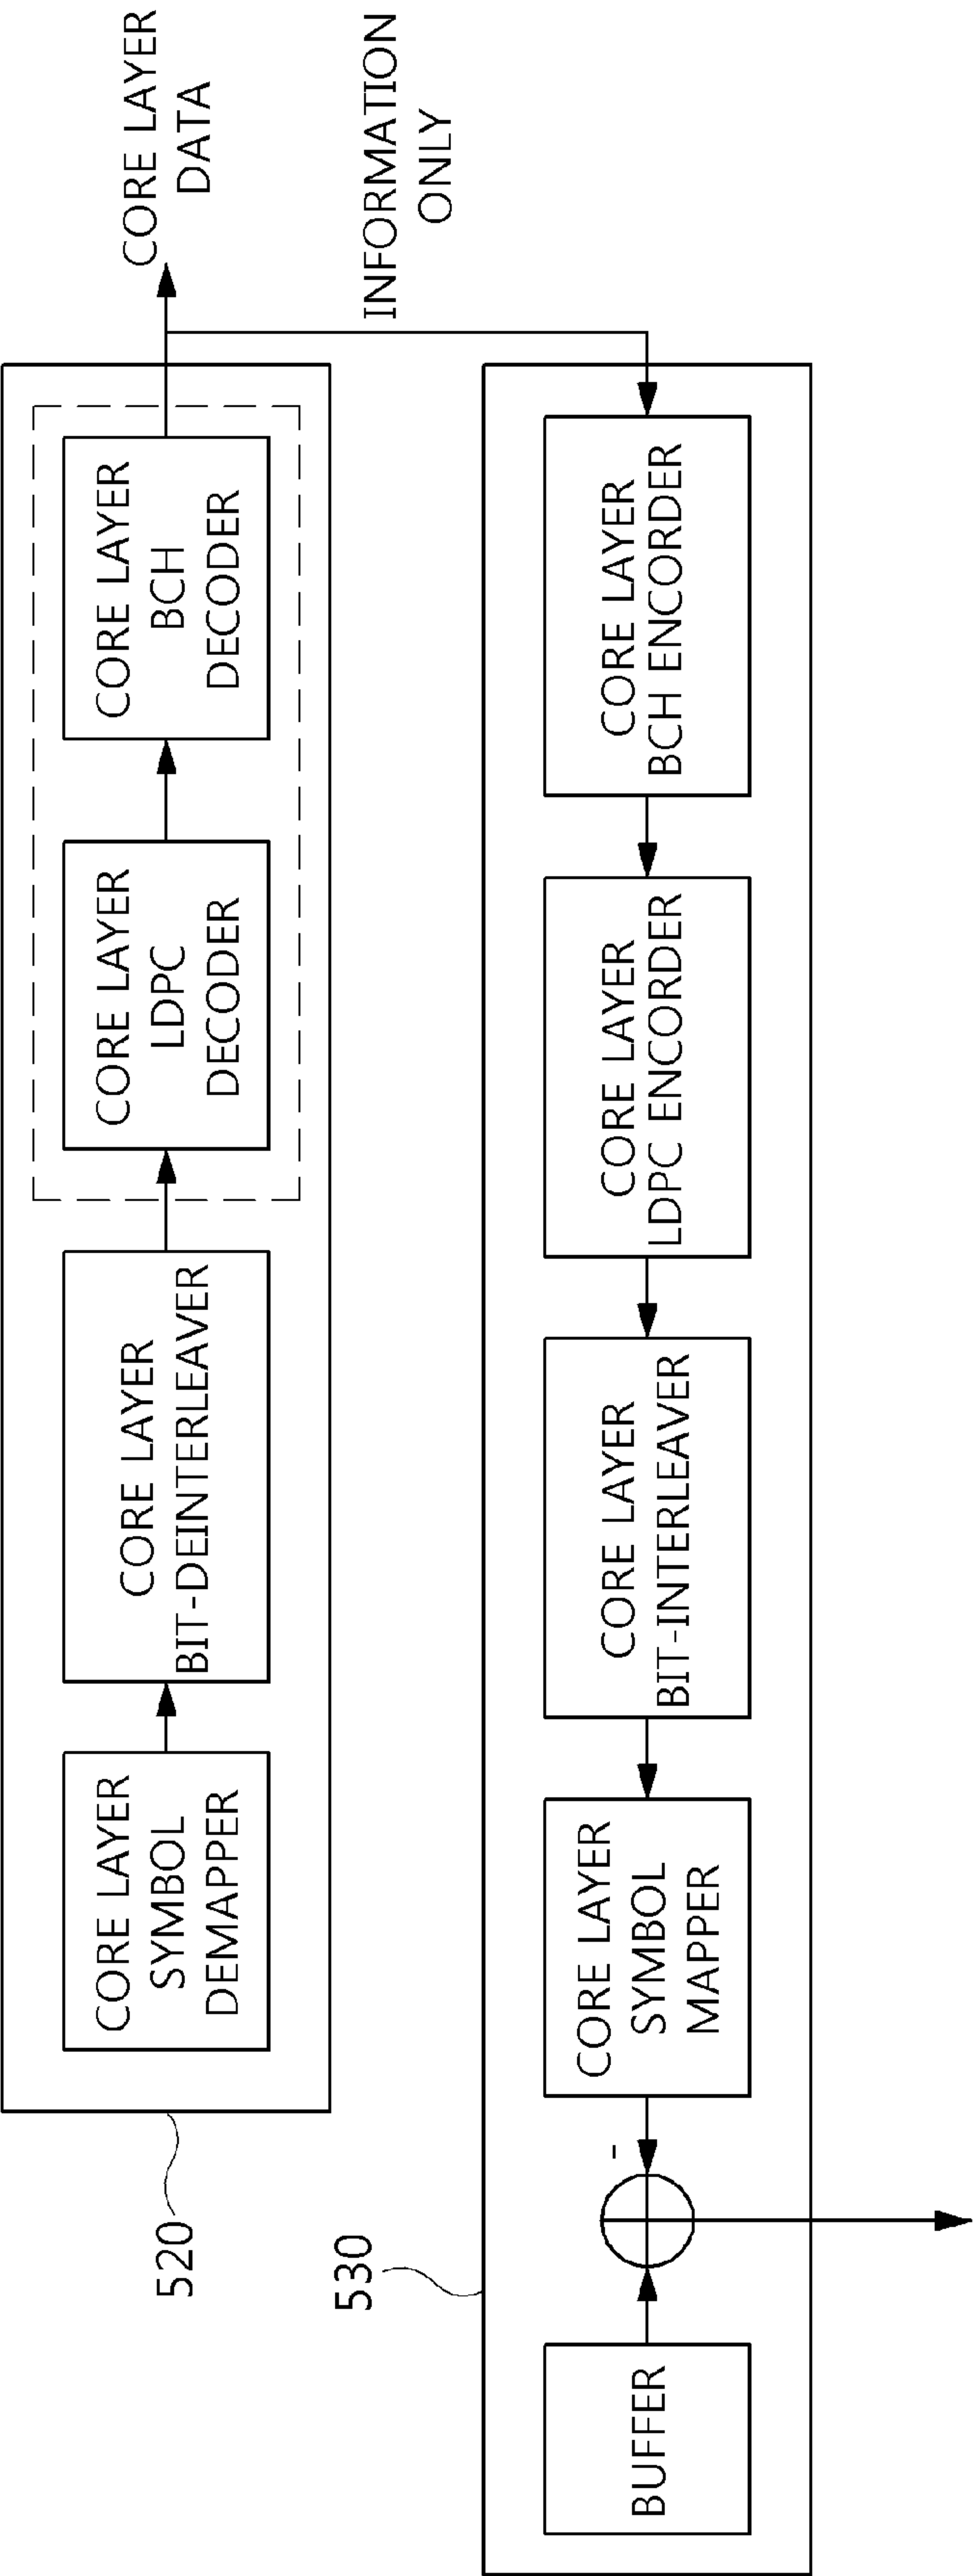 520
CORE LAYER
SYMBOL
DEMAPPER
CORE LAYER
BIT-DEINTERLEAVER
CORE LAYER
LDPC
DECODER
CORE LAYER
BCH
DECODER
CORE LAYER
DATA
INFORMATION
ONLY
530
BUFFER
-
CORE LAYER
SYMBOL
MAPPER
CORE LAYER
BIT-INTERLEAVER
CORE LAYER
LDPC ENCORDER
CORE LAYER
BCH ENCORDER